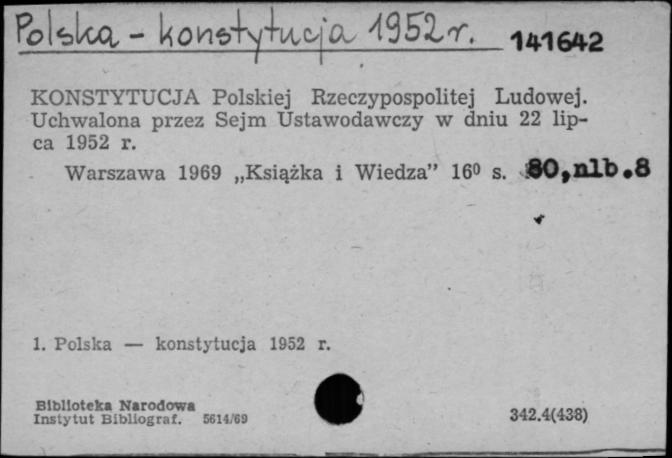 Polska - konstytucja 1952 r. 141642
KONSTYTUCJA Polskiej Rzeczypospolitej Ludowej.
Uchwalona przez Sejm Ustawodawczy w dniu 22 lip-
ca 1952 r.
Warszawa 1969 „Książka i Wiedza” 16⁰ s. 80,nlb.8
1. Polska — konstytucja 1952 r.
Biblioteka Narodowa
Instytut Bibliograf. 5614/69 342.4(438)